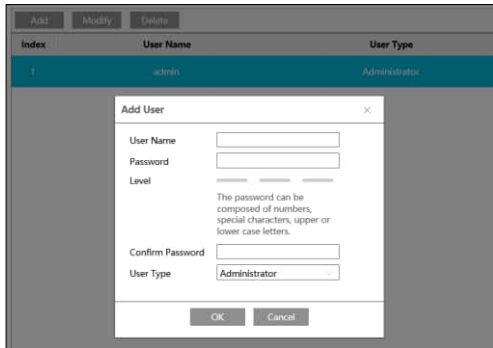 Add Modify Delete
Index User Name User Type
1 admin Administrator
Add User ×
User Name
Password
Level
The password can be
composed of numbers,
special characters, upper or
lower case letters.
Confirm Password
User Type Administrator
OK Cancel